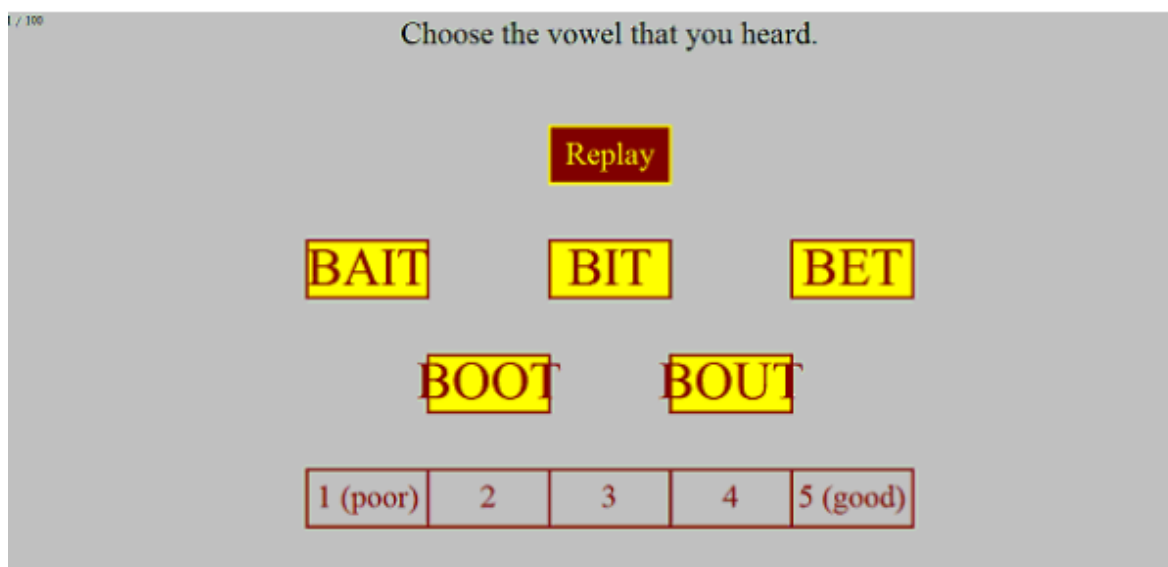 1 / 100
Choose the vowel that you heard.
Replay
BAIT BIT BET
BOOT BOUT
1 (poor) 2 3 4 5 (good)